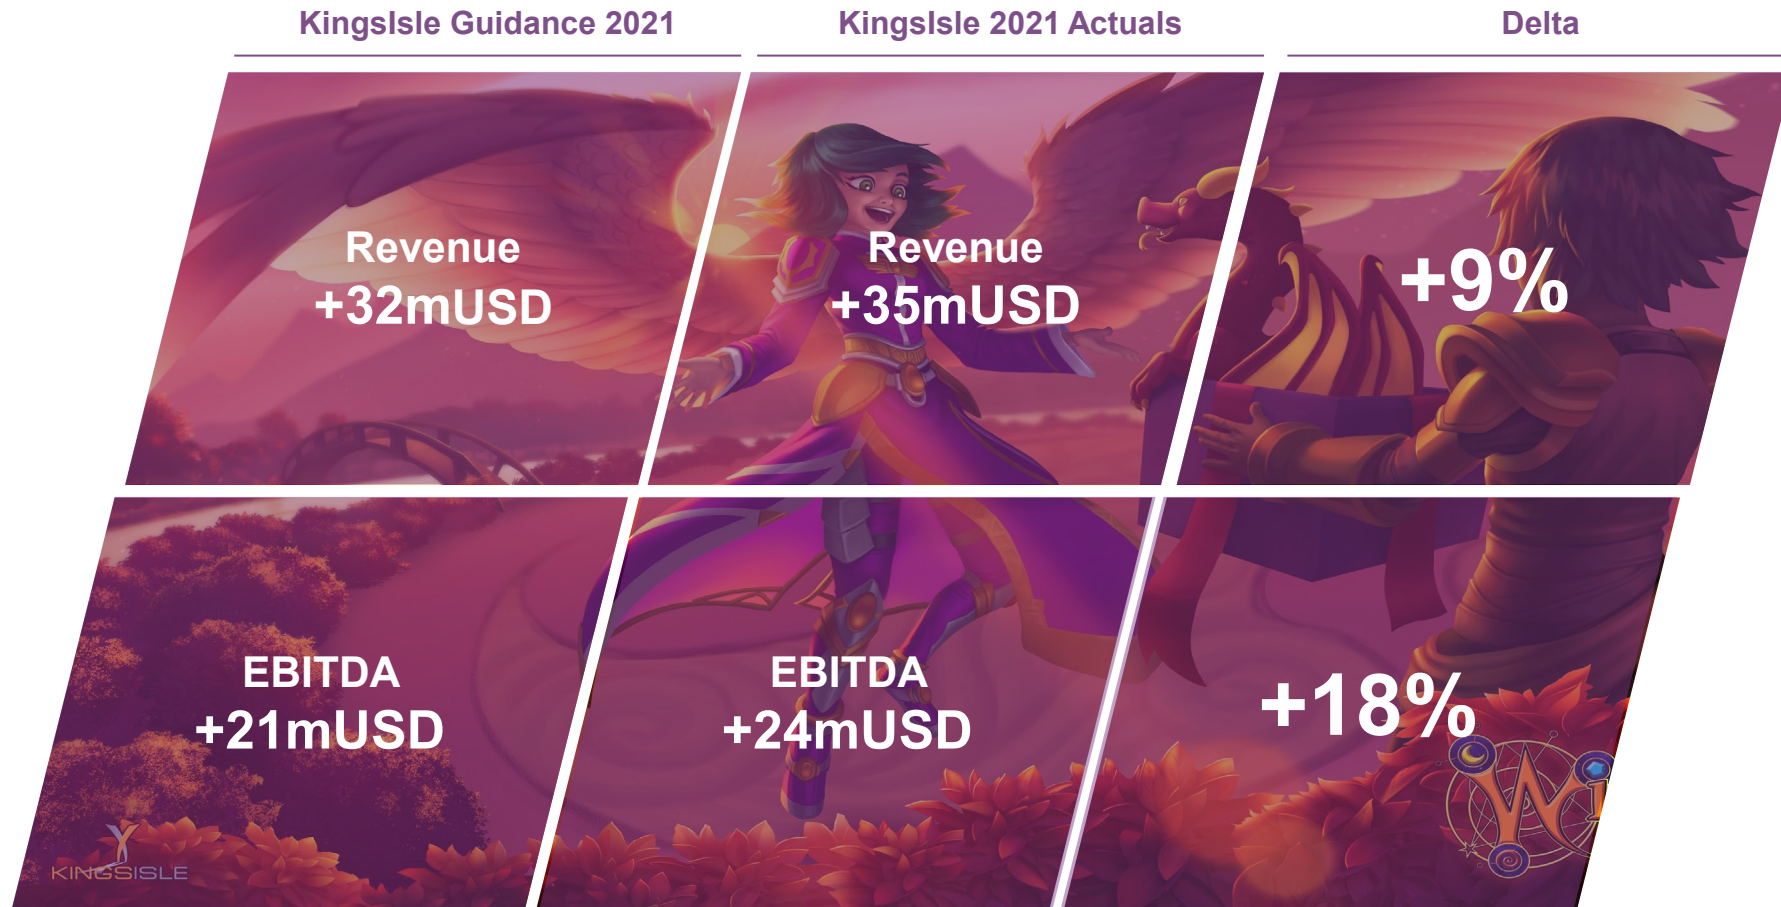 KingsIsle Guidance 2021
KingsIsle 2021 Actuals
Delta
Revenue
+32mUSD
Revenue
+35mUSD
+9%
EBITDA
+21mUSD
EBITDA
+24mUSD
+18%
KINGSISLE